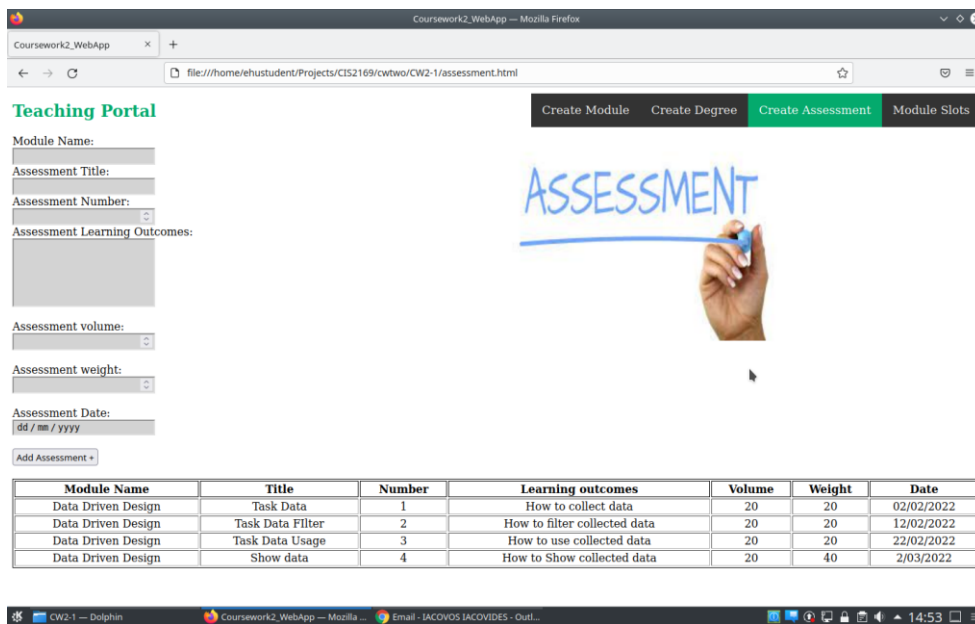 Coursework2_WebApp — Mozilla Firefox
Coursework2_WebApp × +
file:///home/ehustudent/Projects/CIS2169/cwtwo/CW2-1/assessment.html
Teaching Portal
Create Module Create Degree Create Assessment Module Slots
Module Name:
Assessment Title:
Assessment Number:
Assessment Learning Outcomes:
Assessment volume:
Assessment weight:
Assessment Date:
dd / mm / yyyy
Add Assessment +
ASSESSMENT
Module Name Title Number Learning outcomes Volume Weight Date
Data Driven Design Task Data 1 How to collect data 20 20 02/02/2022
Data Driven Design Task Data FIlter 2 How to filter collected data 20 20 12/02/2022
Data Driven Design Task Data Usage 3 How to use collected data 20 20 22/02/2022
Data Driven Design Show data 4 How to Show collected data 20 40 2/03/2022
CW2-1 — Dolphin Coursework2_WebApp — Mozilla ... Email - IACOVOS IACOVIDES - Outl... 14:53